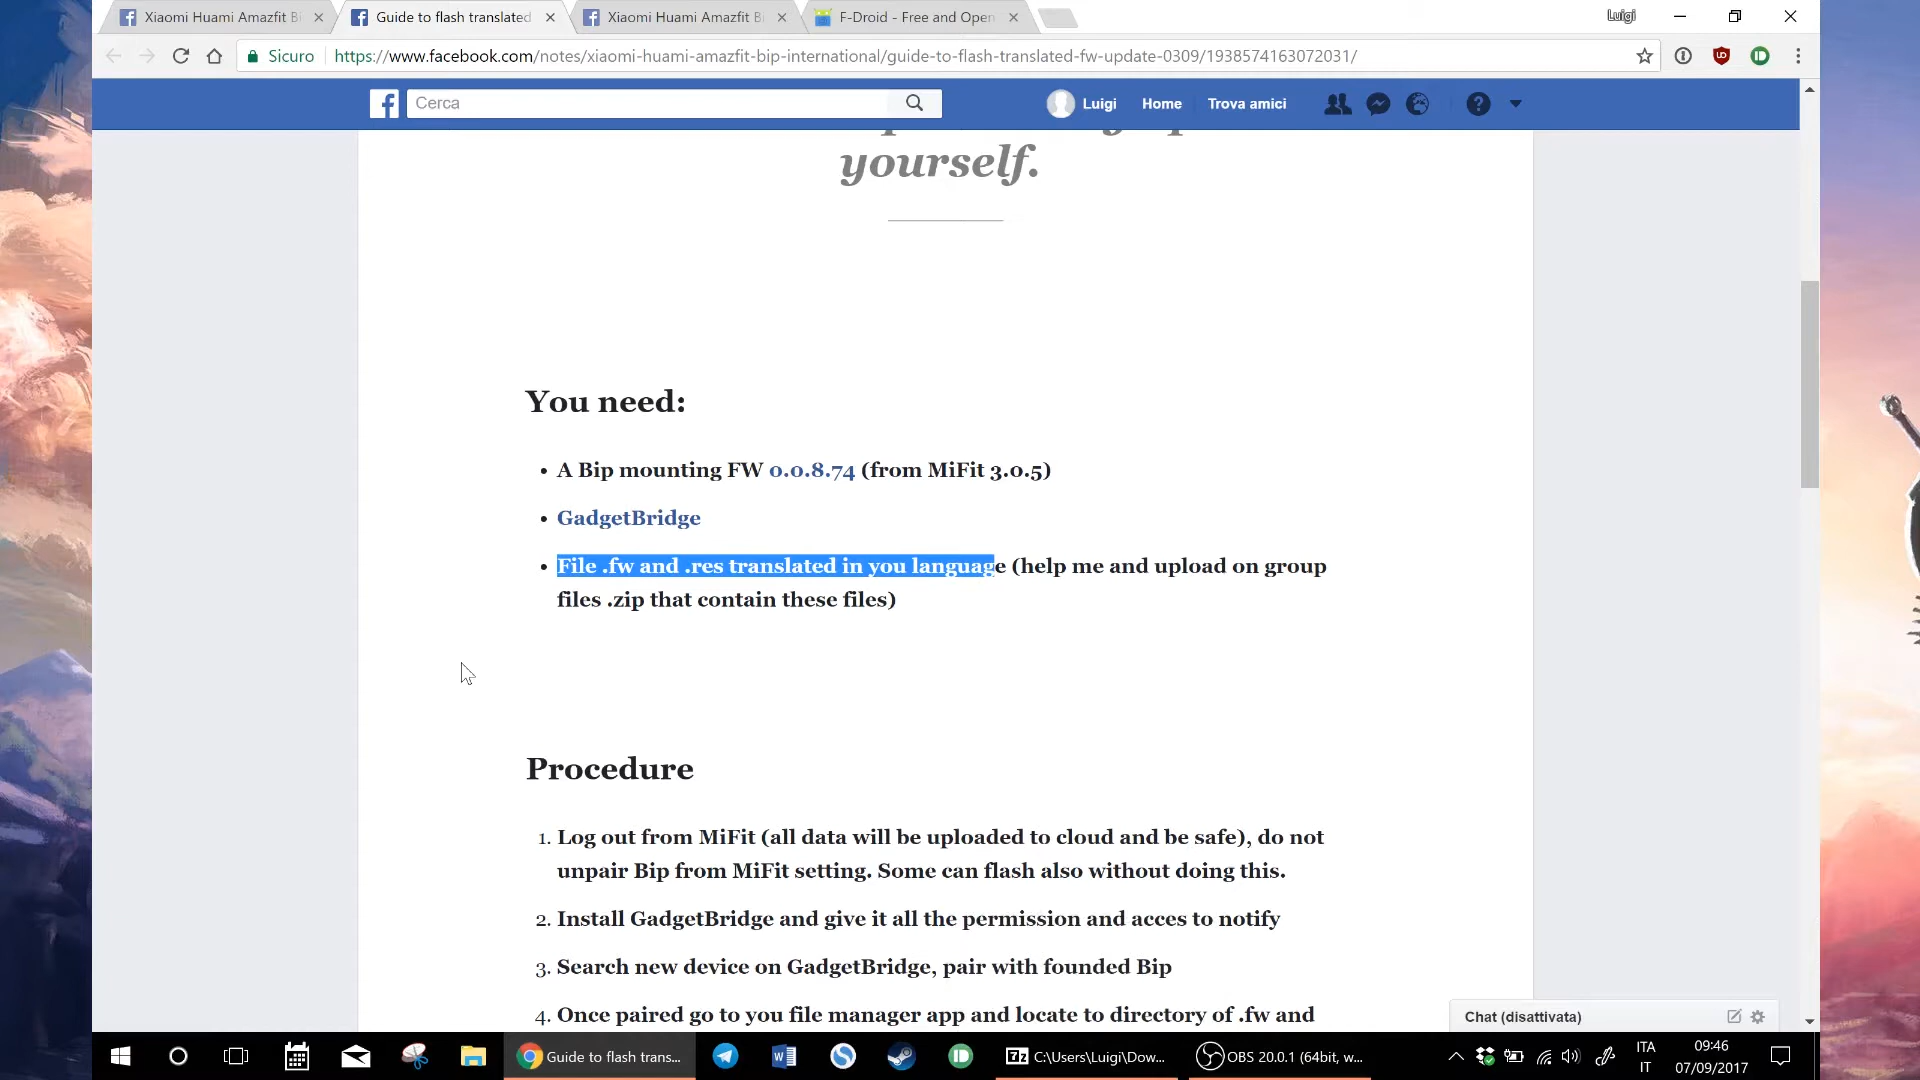 Xiaomi Huami Amazfit Bi
Guide to flash translated
Xiaomi Huami Amazfit B
F-Droid - Free and Open
Luigi
Sicuro
https://www.facebook.com/notes/xiaomi-huami-amazfit-bip-international/guide-to-flash-translated-fw-update-0309/1938574163072031/
Cerca
Luigi
Home
Trova amici
yourself.
You need:
• A Bip mounting FW 0.0.8.74 (from MiFit 3.0.5)
• GadgetBridge
• File .fw and .res translated in you language (help me and upload on group
files .zip that contain these files)
Procedure
1. Log out from MiFit (all data will be uploaded to cloud and be safe), do not
unpair Bip from MiFit setting. Some can flash also without doing this.
2. Install GadgetBridge and give it all the permission and acces to notify
3. Search new device on GadgetBridge, pair with founded Bip
4. Once paired go to you file manager app and locate to directory of .fw and
Chat (disattivata)
Guide to flash trans...
C:\Users\Luigi\Dow...
OBS 20.0.1 (64bit, w...
ITA
IT
09:46
07/09/2017